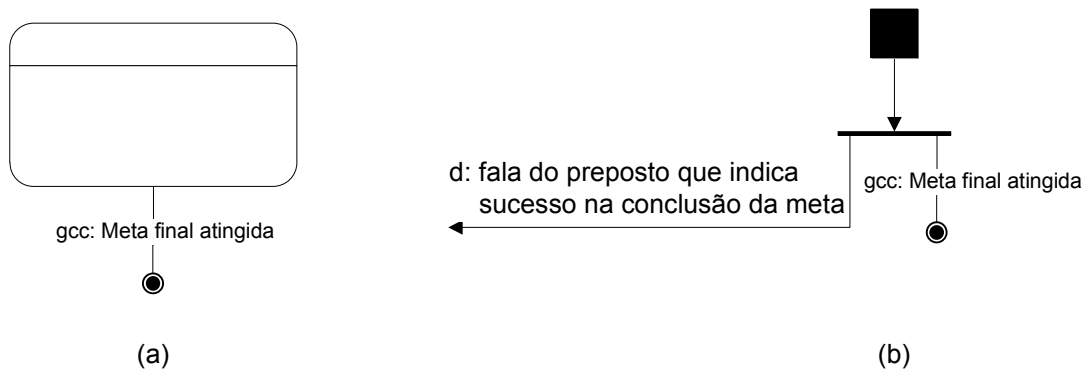 d: fala do preposto que indica
sucesso na conclusão da meta
gcc: Meta final atingida
gcc: Meta final atingida
(a)
(b)